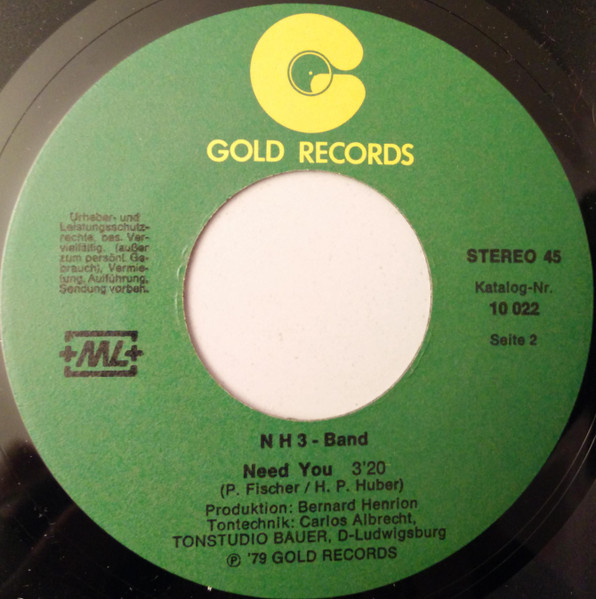 GOLD RECORDS
Urheber- und
Leistungsschutz-
rechte, bes. Ver-
vielfältig. (außer
zum persönl. Ge-
brauch), Vermie-
tung, Aufführung,
Sendung vorbeh.
+ML+
STEREO 45
Katalog-Nr.
10 022
Seite 2
N H 3 - Band
Need You 3'20
(P. Fischer / H. P. Huber)
Produktion: Bernard Henrion
Tontechnik: Carlos Albrecht,
TONSTUDIO BAUER, D-Ludwigsburg
℗ '79 GOLD RECORDS